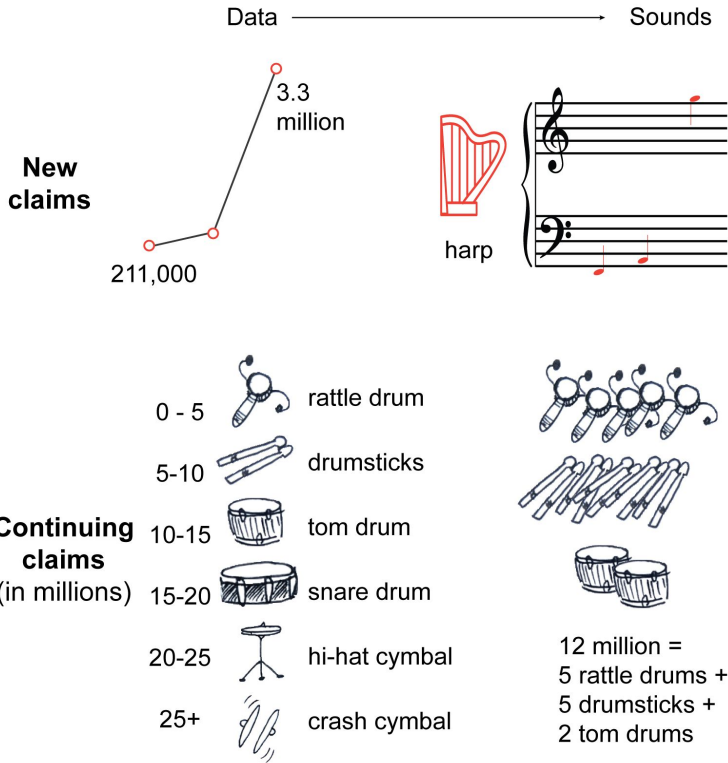 Data
Sounds
New
claims
3.3
million
211,000
harp
0 - 5
rattle drum
5-10
drumsticks
Continuing
claims
(in millions)
10-15
tom drum
15-20
snare drum
20-25
hi-hat cymbal
25+
crash cymbal
12 million =
5 rattle drums +
5 drumsticks +
2 tom drums